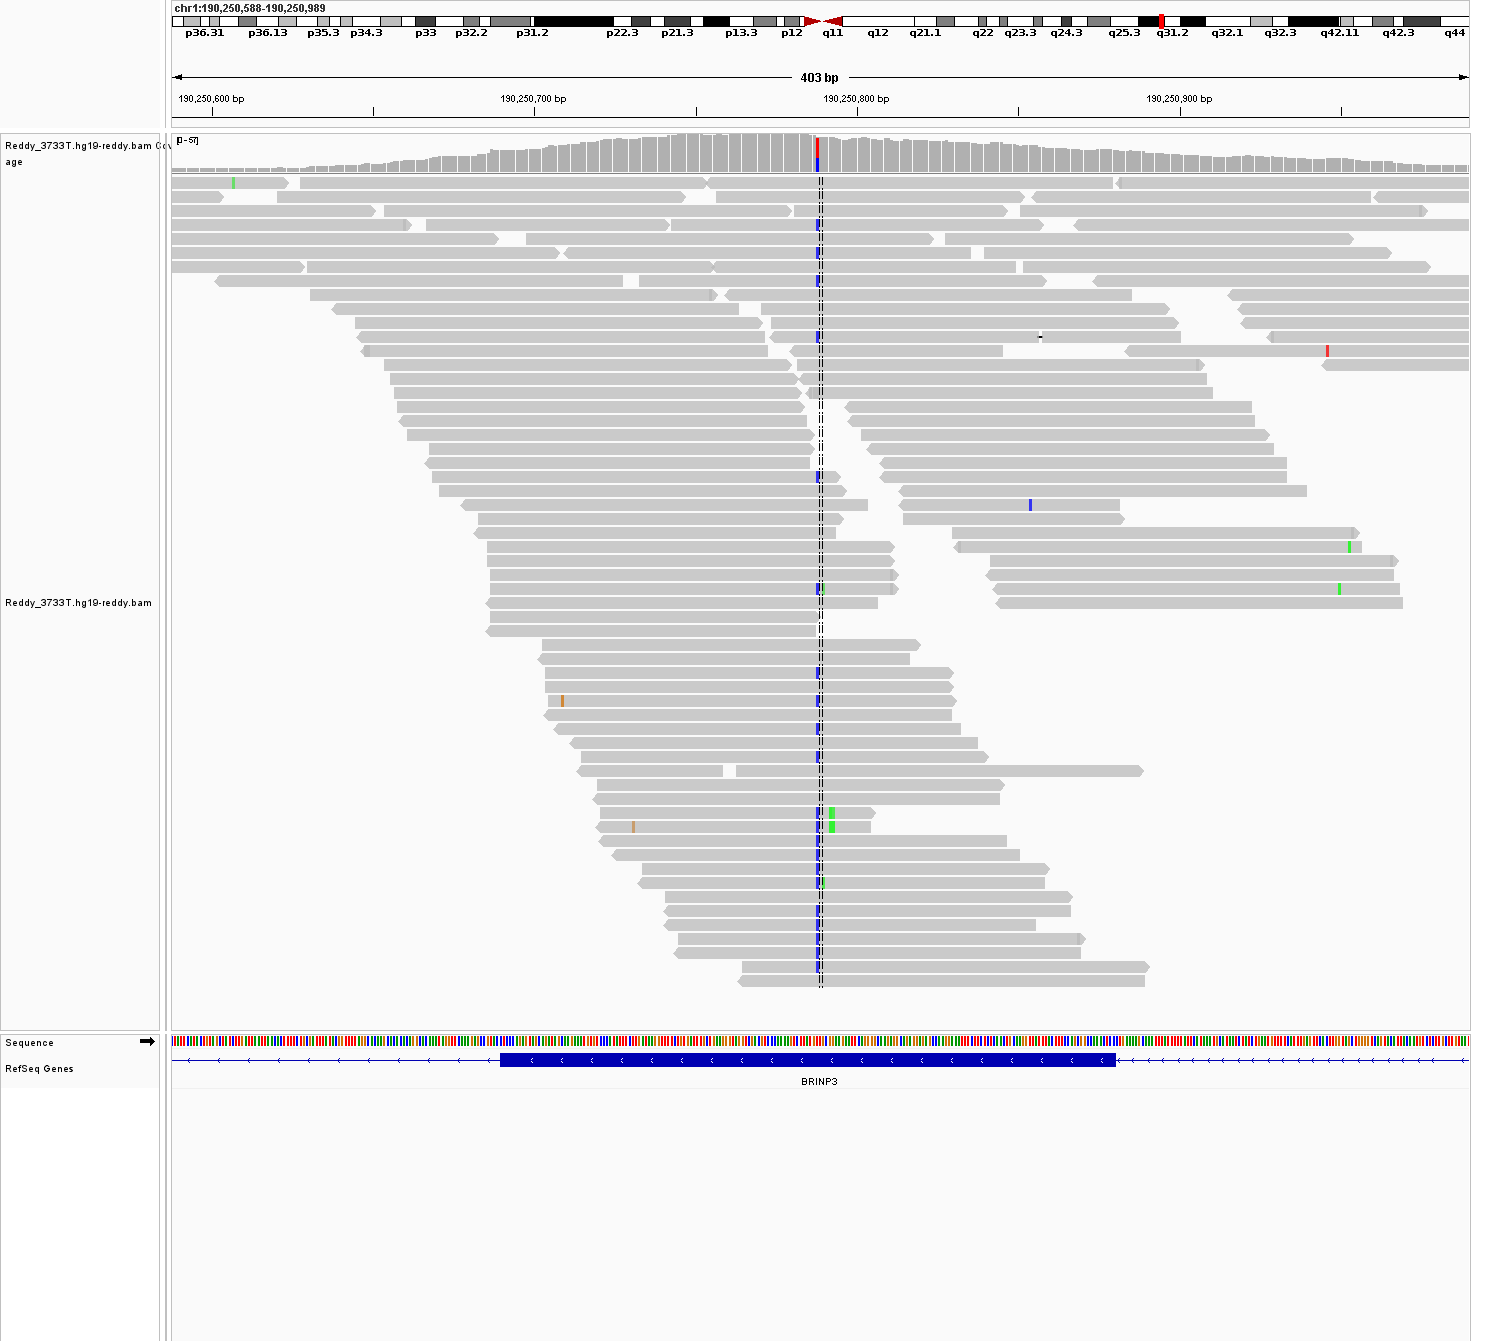 chr1:190,250,588-190,250,989
p36.31 p36.13 p35.3 p34.3 p33 p32.2 p31.2 p22.3 p21.3 p13.3 p12 q11 q12 q21.1 q22 q23.3 q24.3 q25.3 q31.2 q32.1 q32.3 q42.11 q42.3 q44
403 bp
190,250,600 bp 190,250,700 bp 190,250,800 bp 190,250,900 bp
Reddy_3733T.hg19-reddy.bam Cov
age
[0-57]
Reddy_3733T.hg19-reddy.bam
Sequence
RefSeq Genes
BRINP3